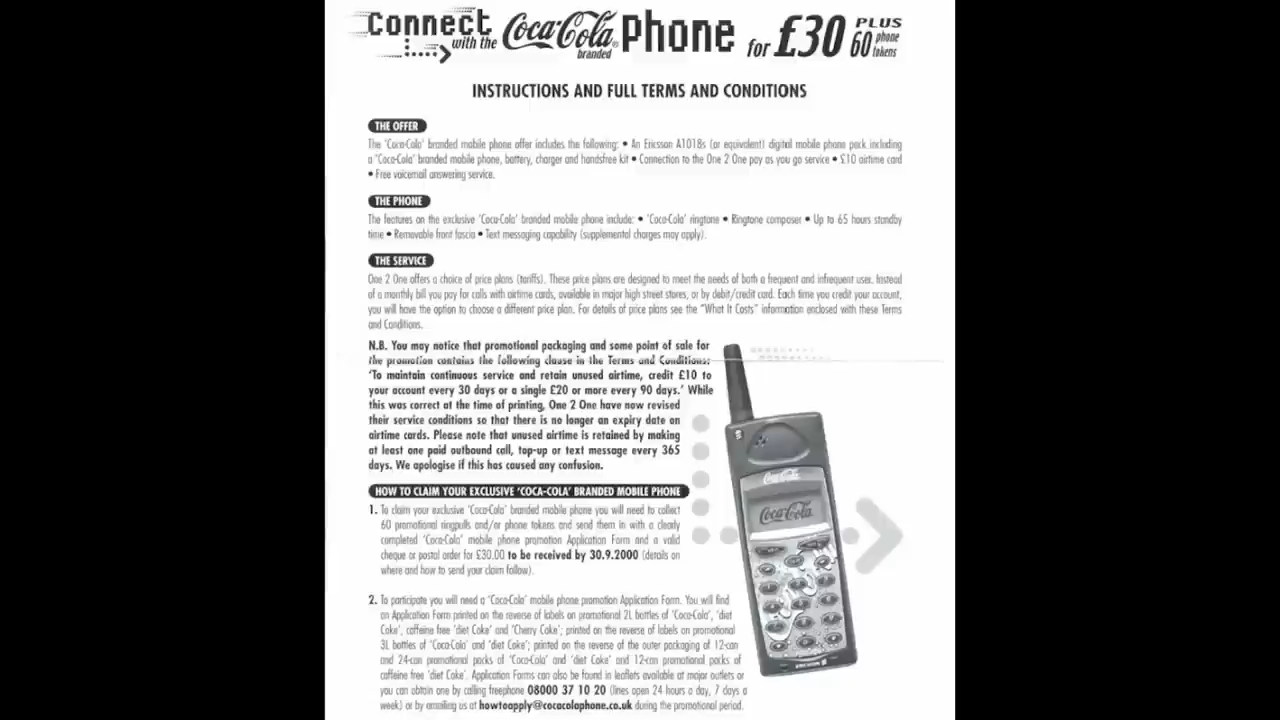 connect with the Coca-Cola branded phone for £30 PLUS 60 phone tokens
INSTRUCTIONS AND FULL TERMS AND CONDITIONS
THE OFFER
The 'Coca-Cola' branded mobile phone offer includes the following: • An Ericsson A1018s (or equivalent) digital mobile phone pack including
a 'Coca-Cola' branded mobile phone, battery, charger and handsfree kit • Connection to the One 2 One pay as you go service • £10 airtime card
• Free voicemail answering service.
THE PHONE
The features on the exclusive 'Coca-Cola' branded mobile phone include: • 'Coca-Cola' ringtone • Ringtone composer • Up to 65 hours standby
time • Removable front fascia • Text messaging capability (supplemental charges may apply).
THE SERVICE
One 2 One offers a choice of price plans (tariffs). These price plans are designed to meet the needs of both a frequent and infrequent user. Instead
of a monthly bill you pay for calls with airtime cards, available in major high street stores, or by debit/credit card. Each time you credit your account,
you will have the option to choose a different price plan. For details of price plans see the "What It Costs" information enclosed with these Terms
and Conditions.
N.B. You may notice that promotional packaging and some point of sale for
the promotion contains the following clause in the Terms and Conditions:
'To maintain continuous service and retain unused airtime, credit £10 to
your account every 30 days or a single £20 or more every 90 days.' While
this was correct at the time of printing, One 2 One have now revised
their service conditions so that there is no longer an expiry date on
airtime cards. Please note that unused airtime is retained by making
at least one paid outbound call, top-up or text message every 365
days. We apologise if this has caused any confusion.
HOW TO CLAIM YOUR EXCLUSIVE 'COCA-COLA' BRANDED MOBILE PHONE
1. To claim your exclusive 'Coca-Cola' branded mobile phone you will need to collect
60 promotional ringpulls and/or phone tokens and send them in with a clearly
completed 'Coca-Cola' mobile phone promotion Application Form and a valid
cheque or postal order for £30.00 to be received by 30.9.2000 (details on
where and how to send your claim follow).
2. To participate you will need a 'Coca-Cola' mobile phone promotion Application Form. You will find
an Application Form printed on the reverse of labels on promotional 2L bottles of 'Coca-Cola', 'diet
Coke', caffeine free 'diet Coke' and 'Cherry Coke'; printed on the reverse of labels on promotional
3L bottles of 'Coca-Cola' and 'diet Coke'; printed on the reverse of the outer packaging of 12-can
and 24-can promotional packs of 'Coca-Cola' and 'diet Coke' and 12-can promotional packs of
caffeine free 'diet Coke'. Application Forms can also be found in leaflets available at major outlets or
you can obtain one by calling freephone 08000 37 10 20 (lines open 24 hours a day, 7 days a
week) or by emailing us at howtoapply@cocacolaphone.co.uk during the promotional period.
Coca-Cola
Coca-Cola
ERICSSON